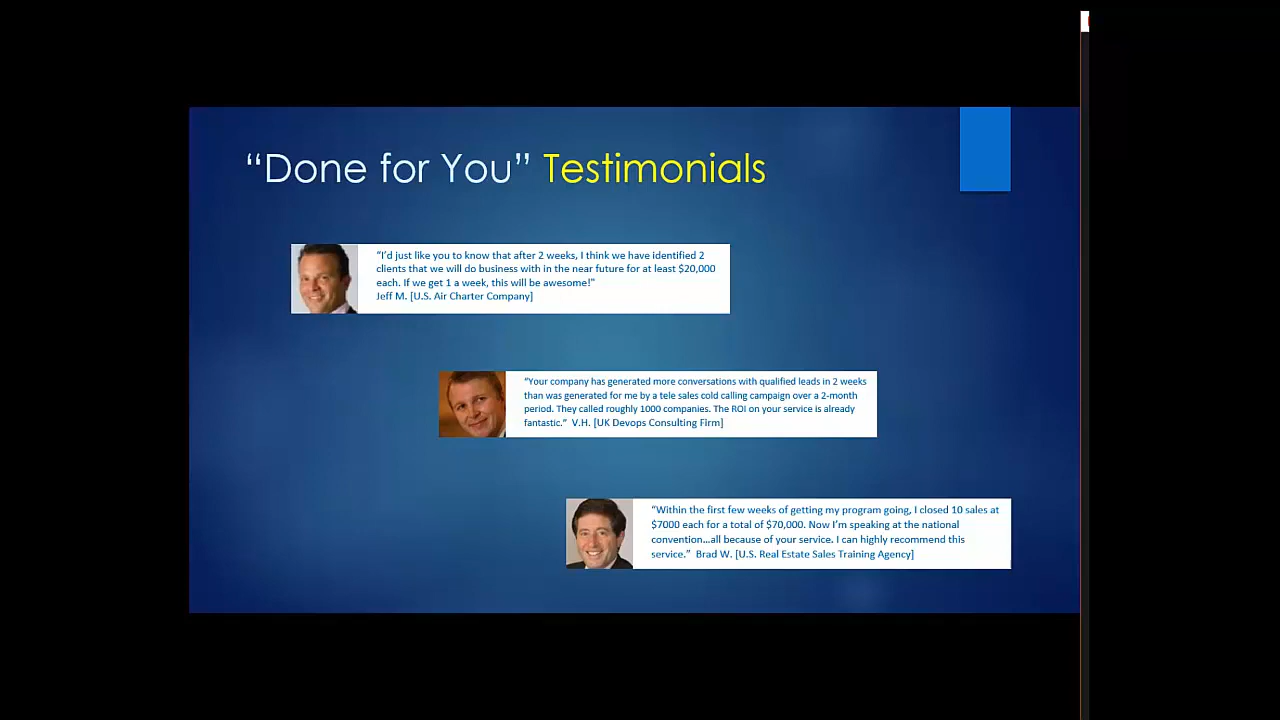 “Done for You” Testimonials
“I’d just like you to know that after 2 weeks, I think we have identified 2
clients that we will do business with in the near future for at least $20,000
each. If we get 1 a week, this will be awesome!"
Jeff M. [U.S. Air Charter Company]
“Your company has generated more conversations with qualified leads in 2 weeks
than was generated for me by a tele sales cold calling campaign over a 2-month
period. They called roughly 1000 companies. The ROI on your service is already
fantastic.” V.H. [UK Devops Consulting Firm]
“Within the first few weeks of getting my program going, I closed 10 sales at
$7000 each for a total of $70,000. Now I’m speaking at the national
convention…all because of your service. I can highly recommend this
service.” Brad W. [U.S. Real Estate Sales Training Agency]